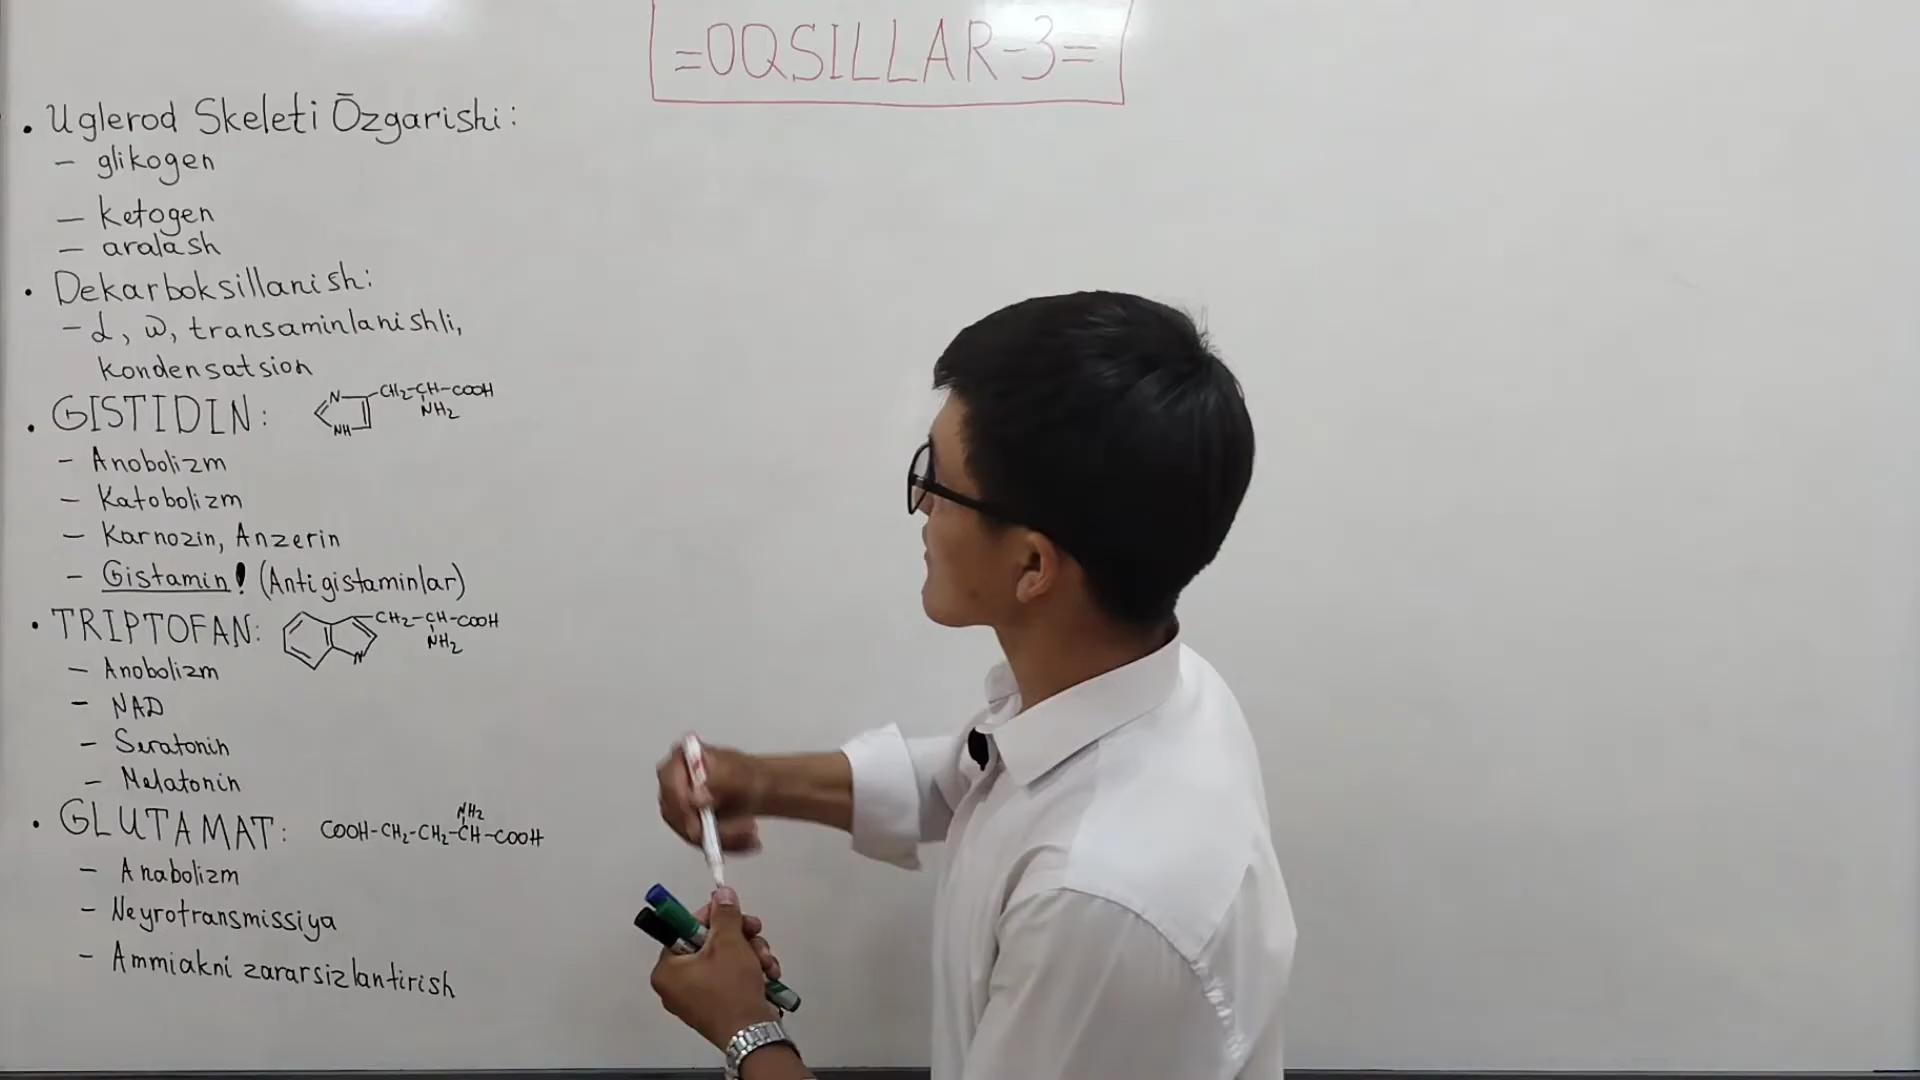 =OQSILLAR-3=
• Uglerod Skeleti Ōzgarishi:
– glikogen
– Ketogen
– aralash
• Dekarboksillanish:
– α, ω, transaminlanishli,
kondensatsion
• GISTIDIN: N NH CH2-CH-COOH
NH2
– Anobolizm
– Katobolizm
– Karnozin, Anzerin
– Gistamin! (Antigistaminlar)
• TRIPTOFAN: N CH2-CH-COOH
NH2
– Anobolizm
– NAD
– Seratonin
– Melatonin
NH2
• GLUTAMAT: COOH-CH2-CH2-CH-COOH
– Anabolizm
– Neyrotransmissiya
– Ammiakni zararsizlantirish